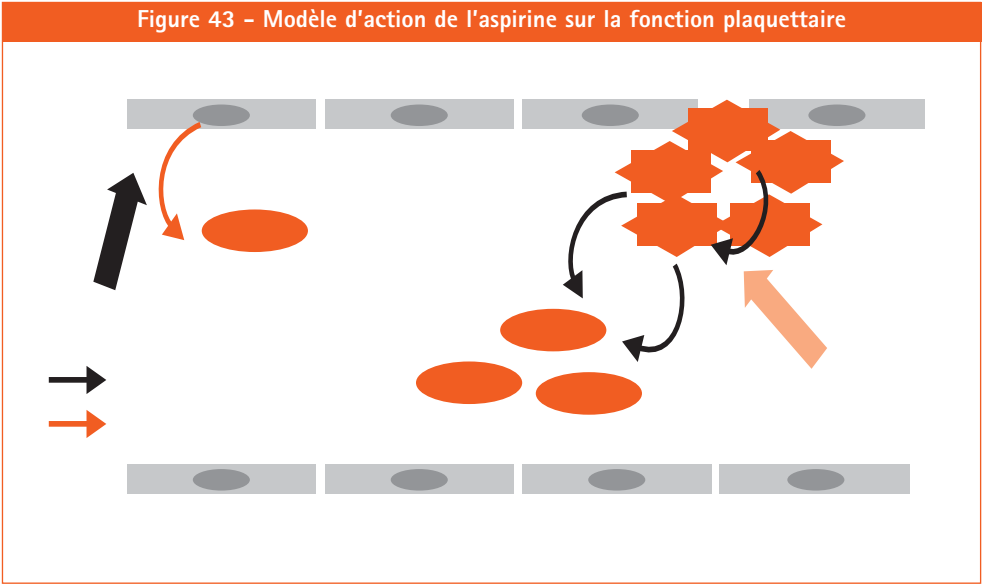 Figure 43 – Modèle d’action de l’aspirine sur la fonction plaquettaire